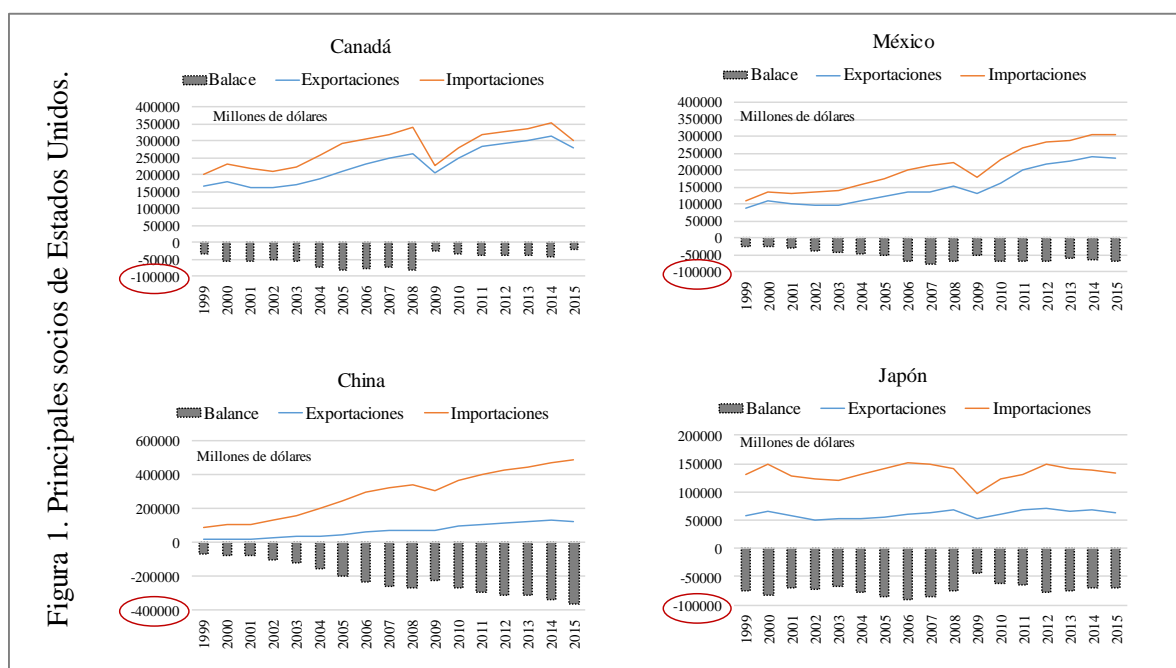 Figura 1. Principales socios de Estados Unidos.
Canadá
Balace Exportaciones Importaciones
Millones de dólares
400000
350000
300000
250000
200000
150000
100000
50000
0
-50000
-100000
1999 2000 2001 2002 2003 2004 2005 2006 2007 2008 2009 2010 2011 2012 2013 2014 2015
México
Balace Exportaciones Importaciones
Millones de dólares
400000
350000
300000
250000
200000
150000
100000
50000
0
-50000
-100000
1999 2000 2001 2002 2003 2004 2005 2006 2007 2008 2009 2010 2011 2012 2013 2014 2015
China
Balance Exportaciones Importaciones
Millones de dólares
600000
400000
200000
0
-200000
-400000
1999 2000 2001 2002 2003 2004 2005 2006 2007 2008 2009 2010 2011 2012 2013 2014 2015
Japón
Balance Exportaciones Importaciones
Millones de dólares
200000
150000
100000
50000
0
-50000
-100000
1999 2000 2001 2002 2003 2004 2005 2006 2007 2008 2009 2010 2011 2012 2013 2014 2015